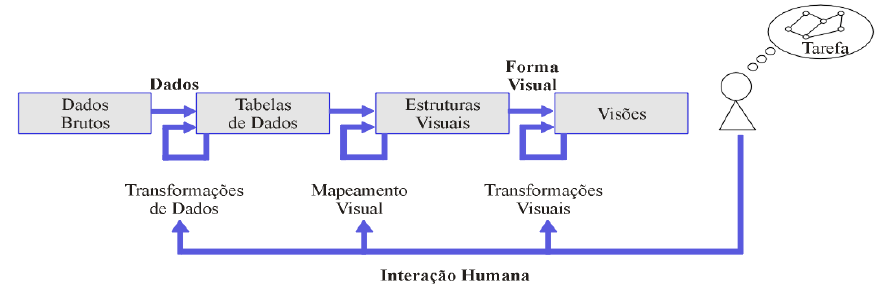 Tarefa
Dados
Forma
Visual
Dados
Brutos
Tabelas
de Dados
Estruturas
Visuais
Visões
Transformações
de Dados
Mapeamento
Visual
Transformações
Visuais
Interação Humana